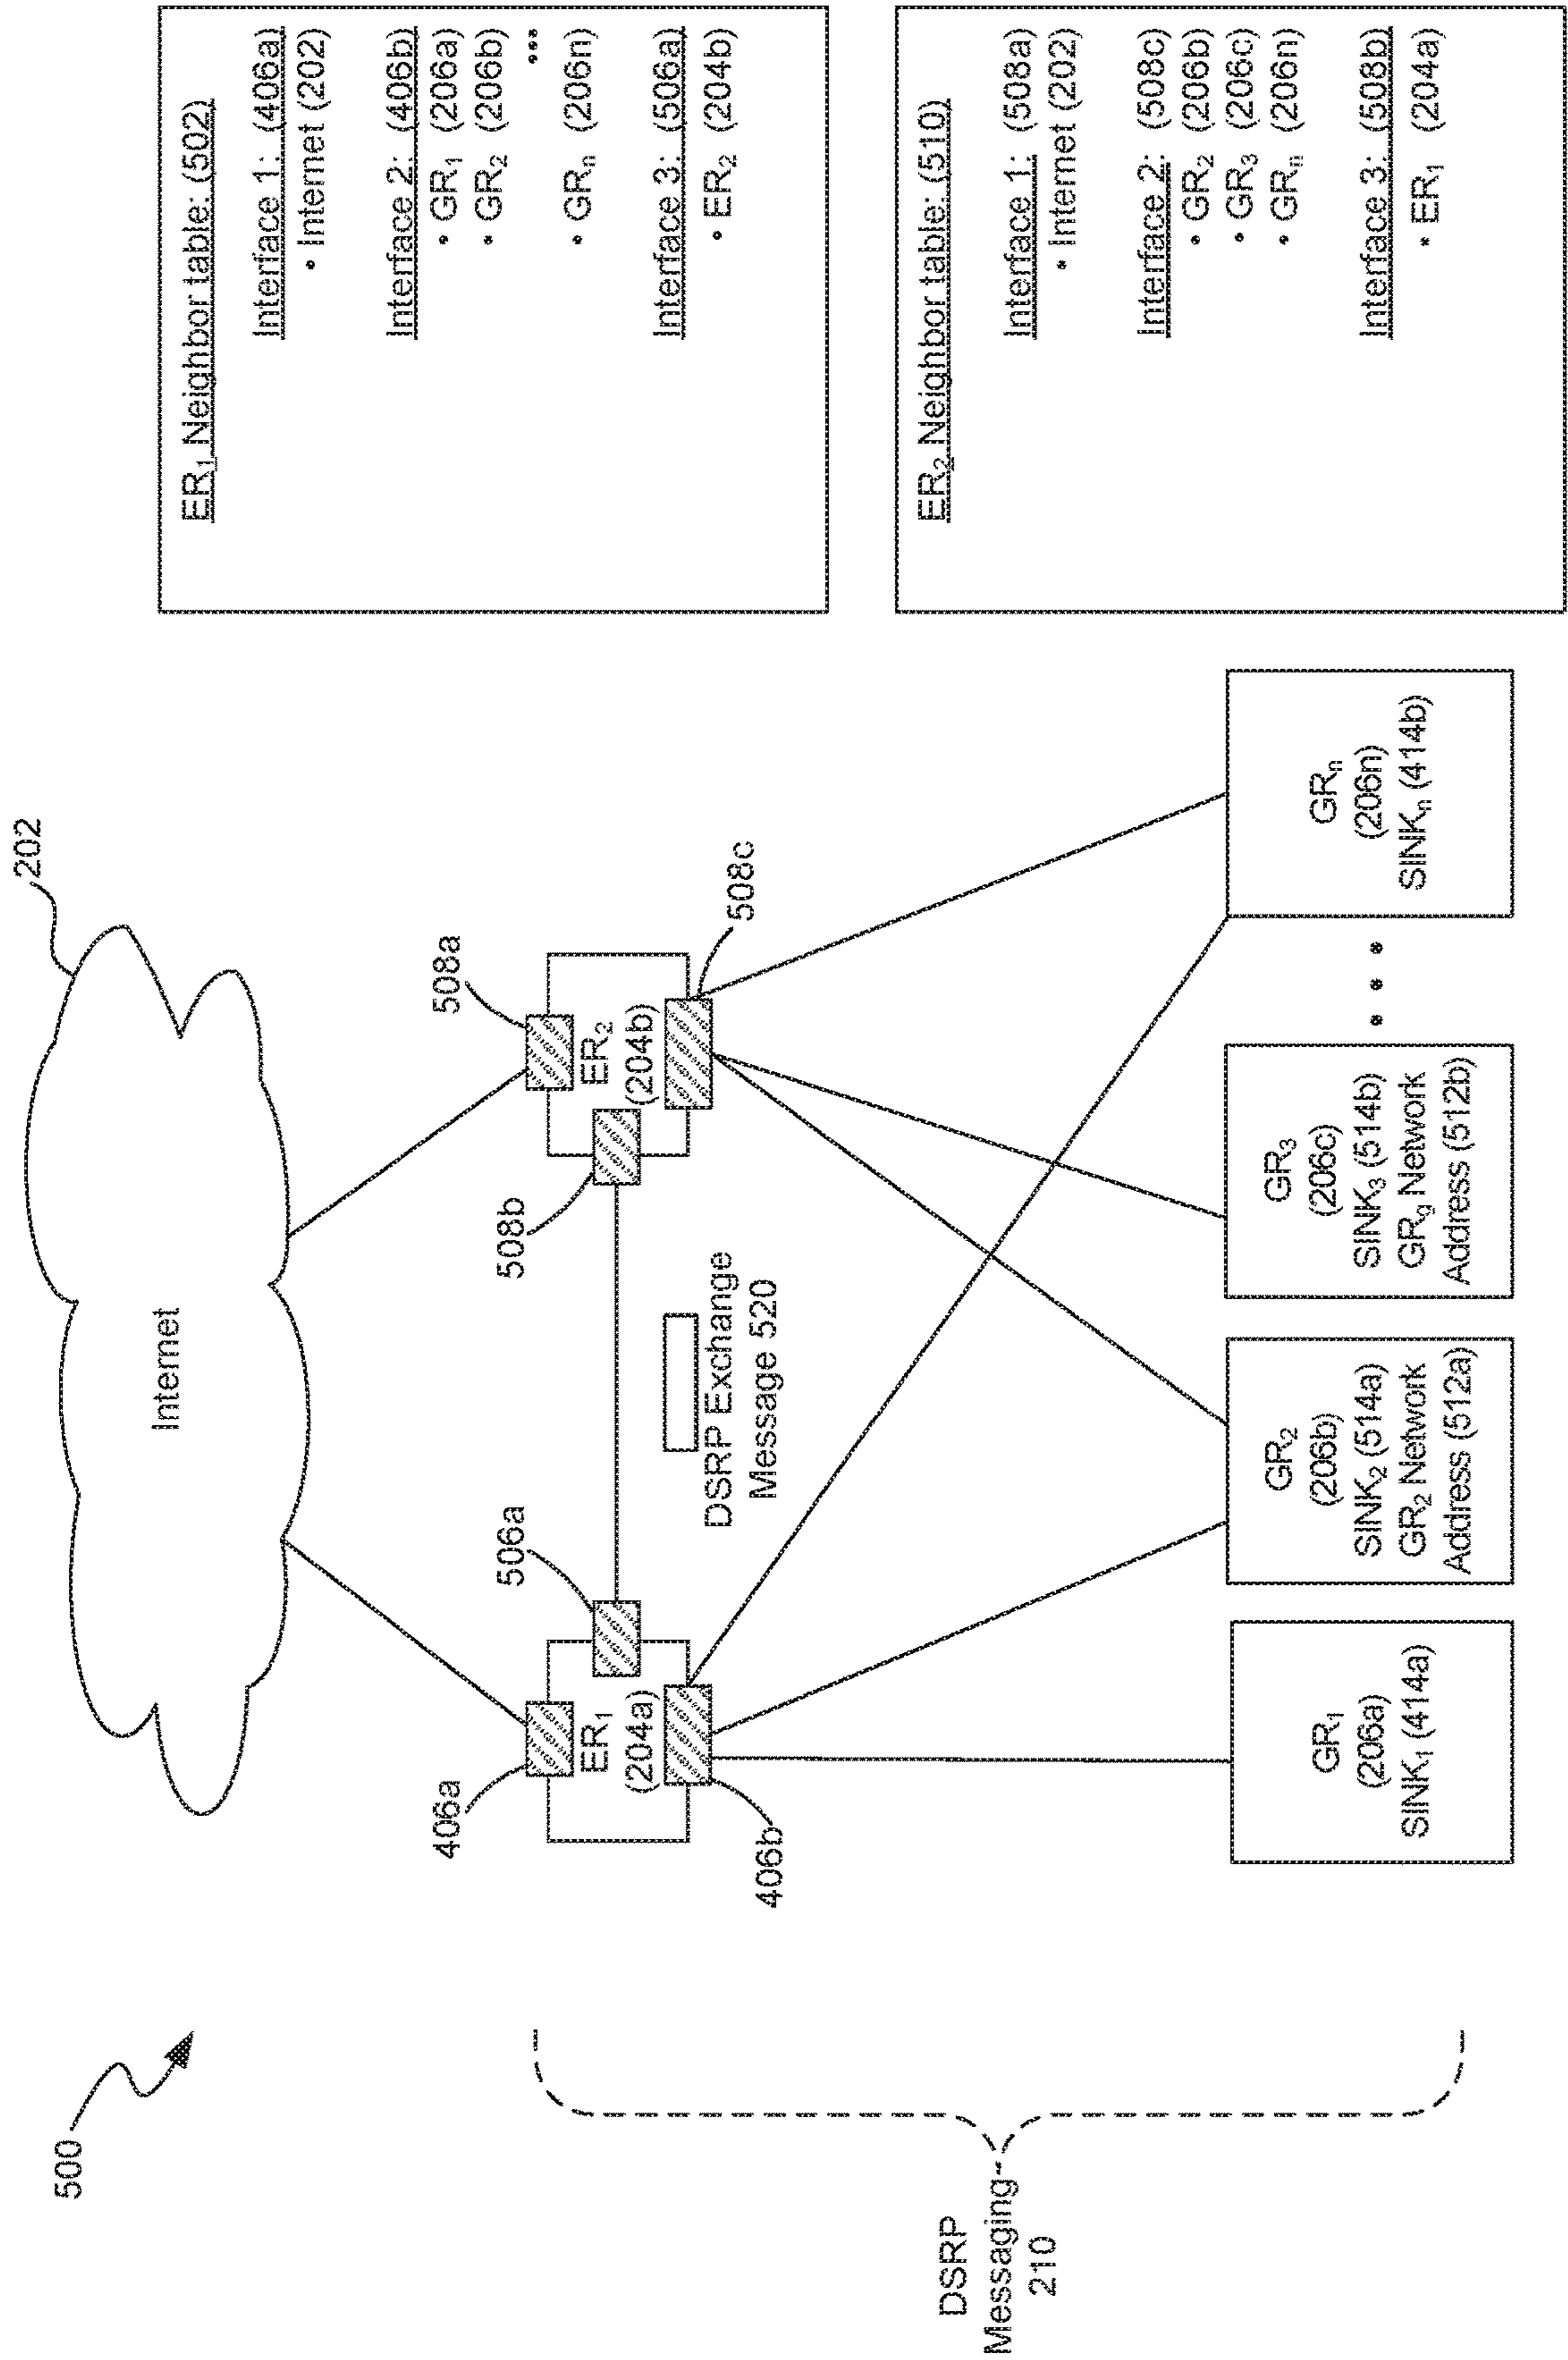 500
202
Internet
406a
506a
508b
508a
ER₁
(204a)
ER₂
(204b)
406b
508c
DSRP Exchange
Message 520
DSRP
Messaging
210
GR₁
(206a)
SINK₁ (414a)
GR₂
(206b)
SINK₂ (514a)
GR₂ Network
Address (512a)
GR₃
(206c)
SINK₃ (514b)
GR₉ Network
Address (512b)
• • •
GRₙ
(206n)
SINKₙ (414b)
ER₁ Neighbor table: (502)
Interface 1: (406a)
• Internet (202)
Interface 2: (406b)
• GR₁ (206a)
• GR₂ (206b)
•••
• GRₙ (206n)
Interface 3: (506a)
• ER₂ (204b)
ER₂ Neighbor table: (510)
Interface 1: (508a)
• Internet (202)
Interface 2: (508c)
• GR₂ (206b)
• GR₃ (206c)
• GRₙ (206n)
Interface 3: (508b)
• ER₁ (204a)